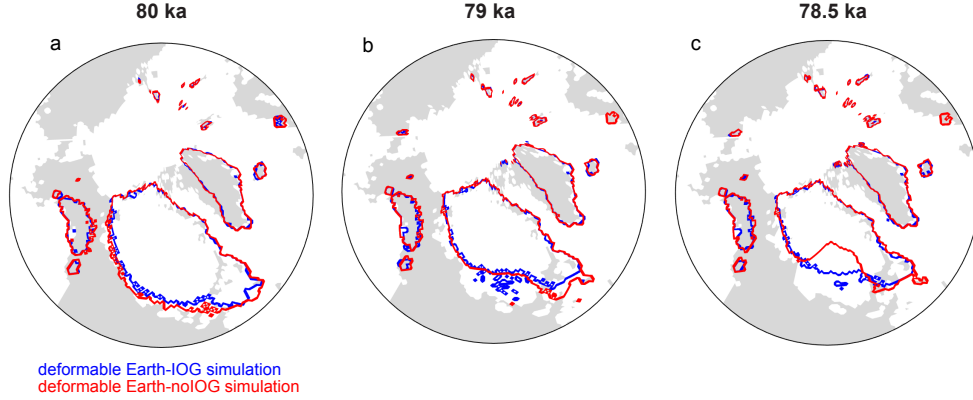 80 ka
79 ka
78.5 ka
a
b
c
deformable Earth-IOG simulation
deformable Earth-noIOG simulation